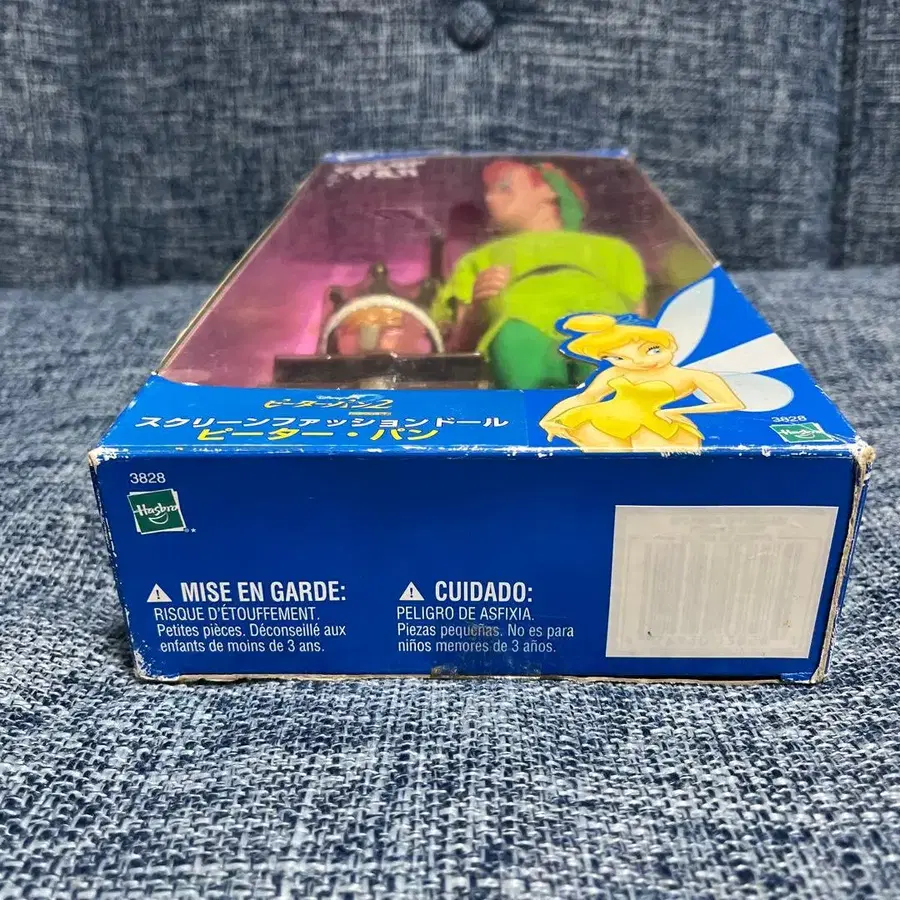 PAN
ピーターパン2
スクリーンファッションドール
ピーター・パン
3828
Hasbro
3828
Hasbro
MISE EN GARDE:
RISQUE D'ÉTOUFFEMENT.
Petites pièces. Déconseillé aux
enfants de moins de 3 ans.
CUIDADO:
PELIGRO DE ASFIXIA.
Piezas pequeñas. No es para
niños menores de 3 años.